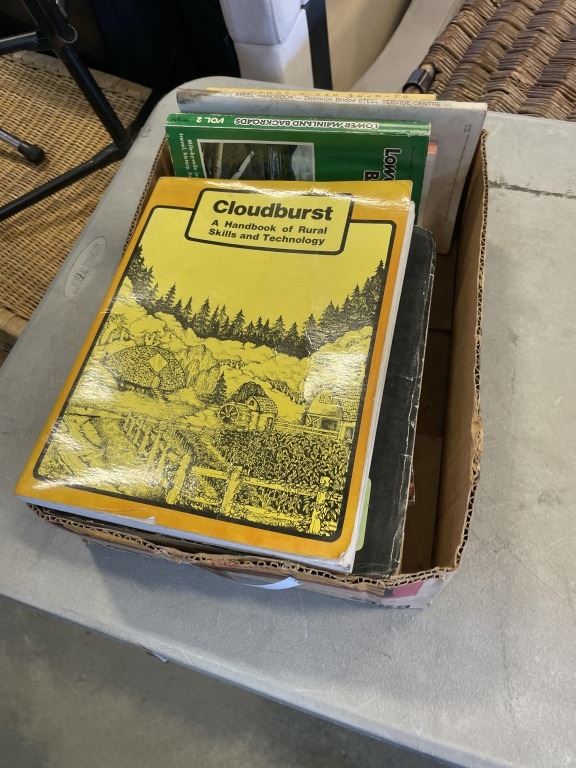 STEEL HANDBOOK — Dominion Bridge-STEEL SERVICE CENTRE
VOL. 2 LOWER MAINLAND BACKROADS
Low
B
Cloudburst
A Handbook of Rural
Skills and Technology